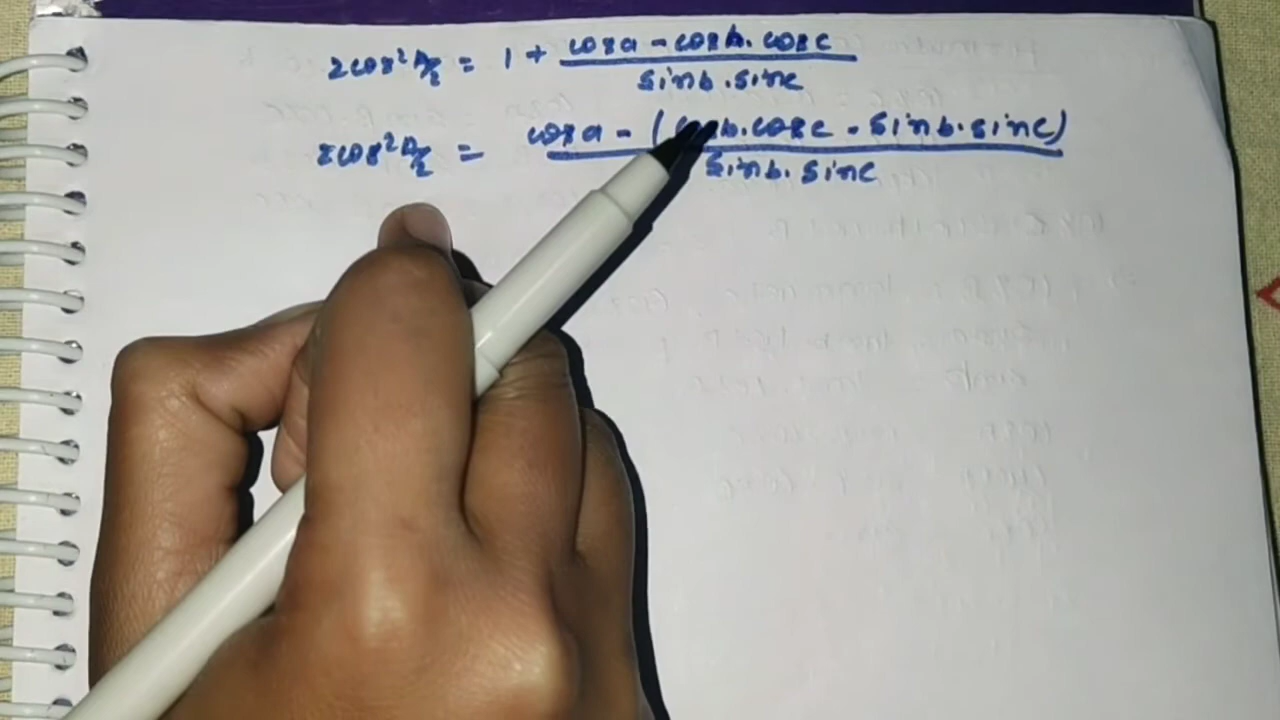 2cos²A/2 = 1 + cosa - cosb. cosc / sinb . sinc
2cos²A/2 = cosa - (cosb. cosc - sinb. sinc) / sinb. sinc